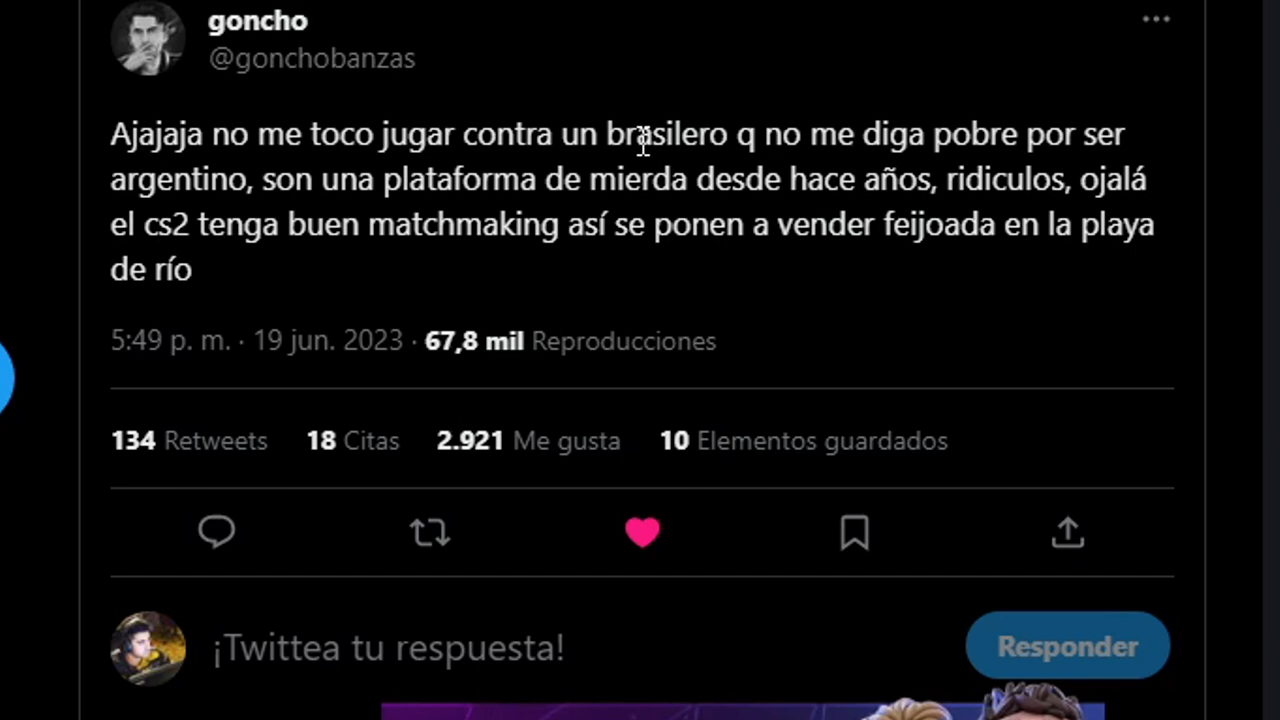 goncho
@gonchobanzas
Ajajaja no me toco jugar contra un brasilero q no me diga pobre por ser
argentino, son una plataforma de mierda desde hace años, ridiculos, ojalá
el cs2 tenga buen matchmaking así se ponen a vender feijoada en la playa
de río
5:49 p. m. · 19 jun. 2023 · 67,8 mil Reproducciones
134 Retweets 18 Citas 2.921 Me gusta 10 Elementos guardados
¡Twittea tu respuesta!
Responder